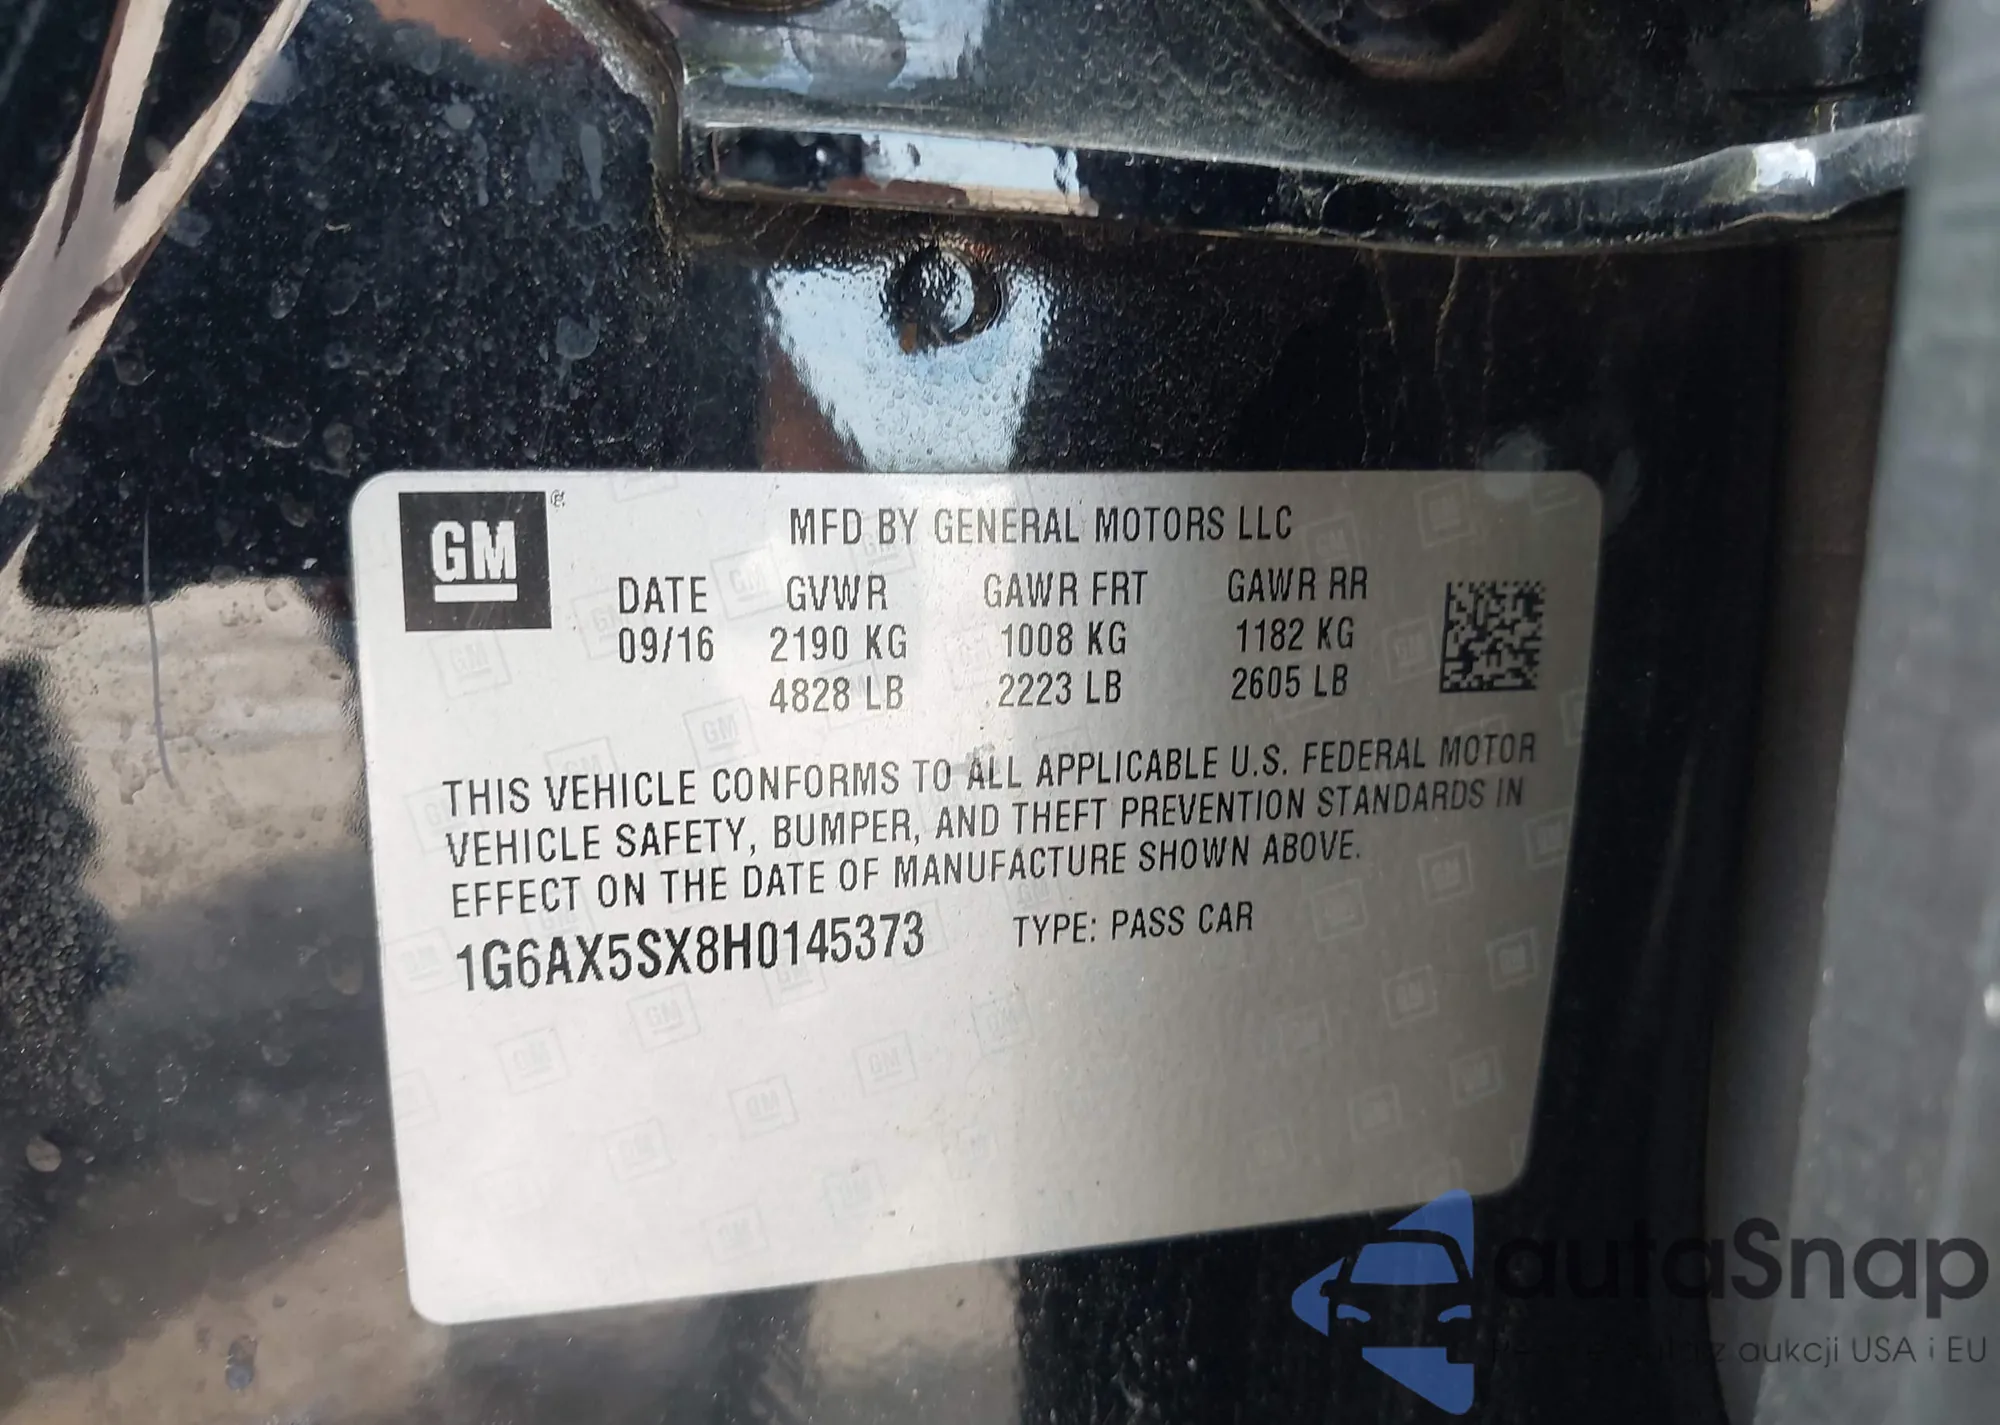 GM
MFD BY GENERAL MOTORS LLC
DATE GVWR GAWR FRT GAWR RR
09/16 2190 KG 1008 KG 1182 KG
4828 LB 2223 LB 2605 LB
THIS VEHICLE CONFORMS TO ALL APPLICABLE U.S. FEDERAL MOTOR
VEHICLE SAFETY, BUMPER, AND THEFT PREVENTION STANDARDS IN
EFFECT ON THE DATE OF MANUFACTURE SHOWN ABOVE.
1G6AX5SX8H0145373 TYPE: PASS CAR
autaSnap
z aukcji USA i EU